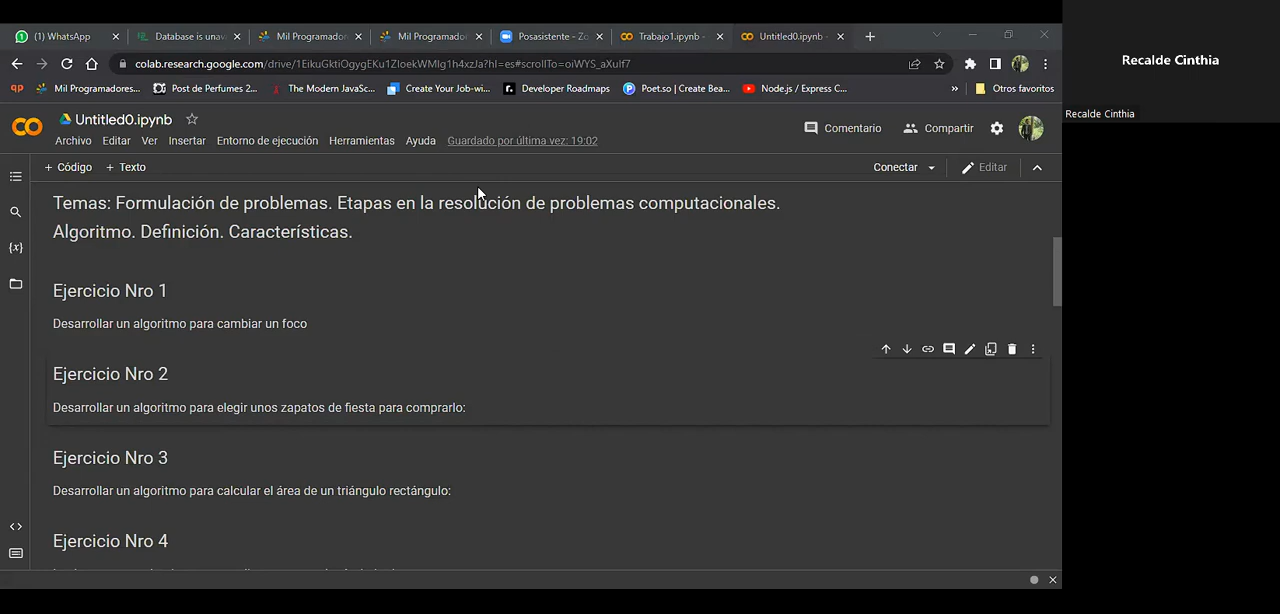 (1) WhatsApp
Database is unav
Mil Programador
Mil Programado
Posasistente - Zo
Trabajo1.ipynb -
Untitled0.ipynb -
colab.research.google.com/drive/1EikuGktiOgygEKu1ZloekWMlg1h4xzJa?hl=es#scrollTo=oiWYS_aXuIf7
Mil Programadores...
Post de Perfumes 2...
The Modern JavaSc...
Create Your Job-wi...
Developer Roadmaps
Poet.so | Create Bea...
Node.js / Express C...
»
Otros favoritos
Untitled0.ipynb
Archivo Editar Ver Insertar Entorno de ejecución Herramientas Ayuda Guardado por última vez: 19:02
Comentario
Compartir
+ Código + Texto
Conectar
Editar
Temas: Formulación de problemas. Etapas en la resolución de problemas computacionales.
Algoritmo. Definición. Características.
Ejercicio Nro 1
Desarrollar un algoritmo para cambiar un foco
Ejercicio Nro 2
Desarrollar un algoritmo para elegir unos zapatos de fiesta para comprarlo:
Ejercicio Nro 3
Desarrollar un algoritmo para calcular el área de un triángulo rectángulo:
Ejercicio Nro 4
Recalde Cinthia
Recalde Cinthia